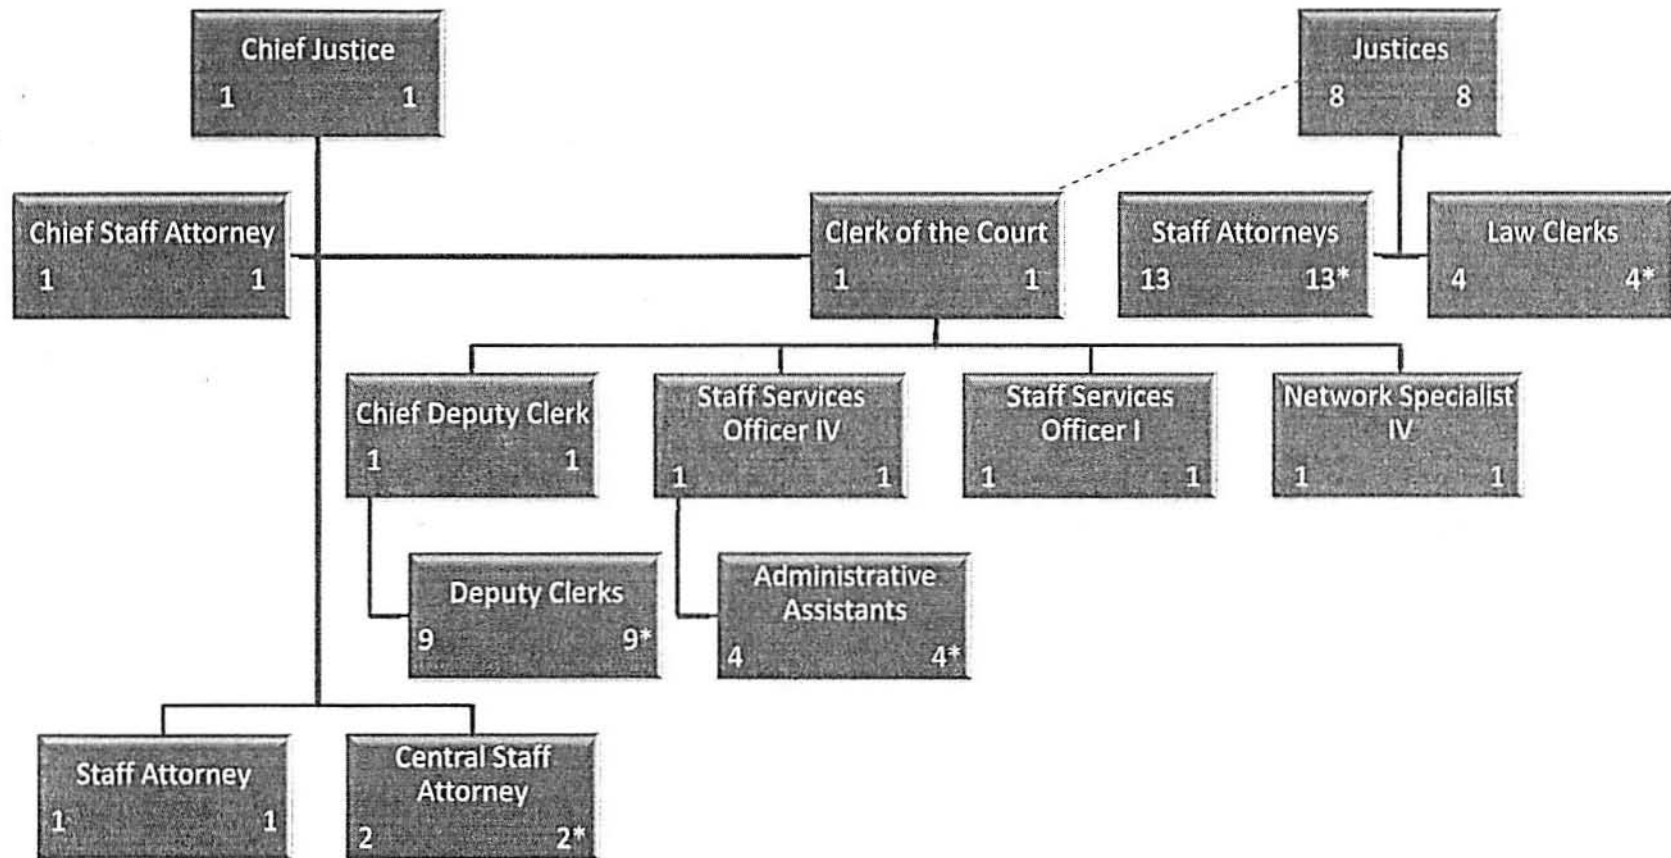 Chief Justice
1 1
Justices
8 8
Chief Staff Attorney
1 1
Clerk of the Court
1 1
Staff Attorneys
13 13*
Law Clerks
4 4*
Chief Deputy Clerk
1 1
Staff Services
Officer IV
1 1
Staff Services
Officer I
1 1
Network Specialist
IV
1 1
Deputy Clerks
9 9*
Administrative
Assistants
4 4*
Staff Attorney
1 1
Central Staff
Attorney
2 2*